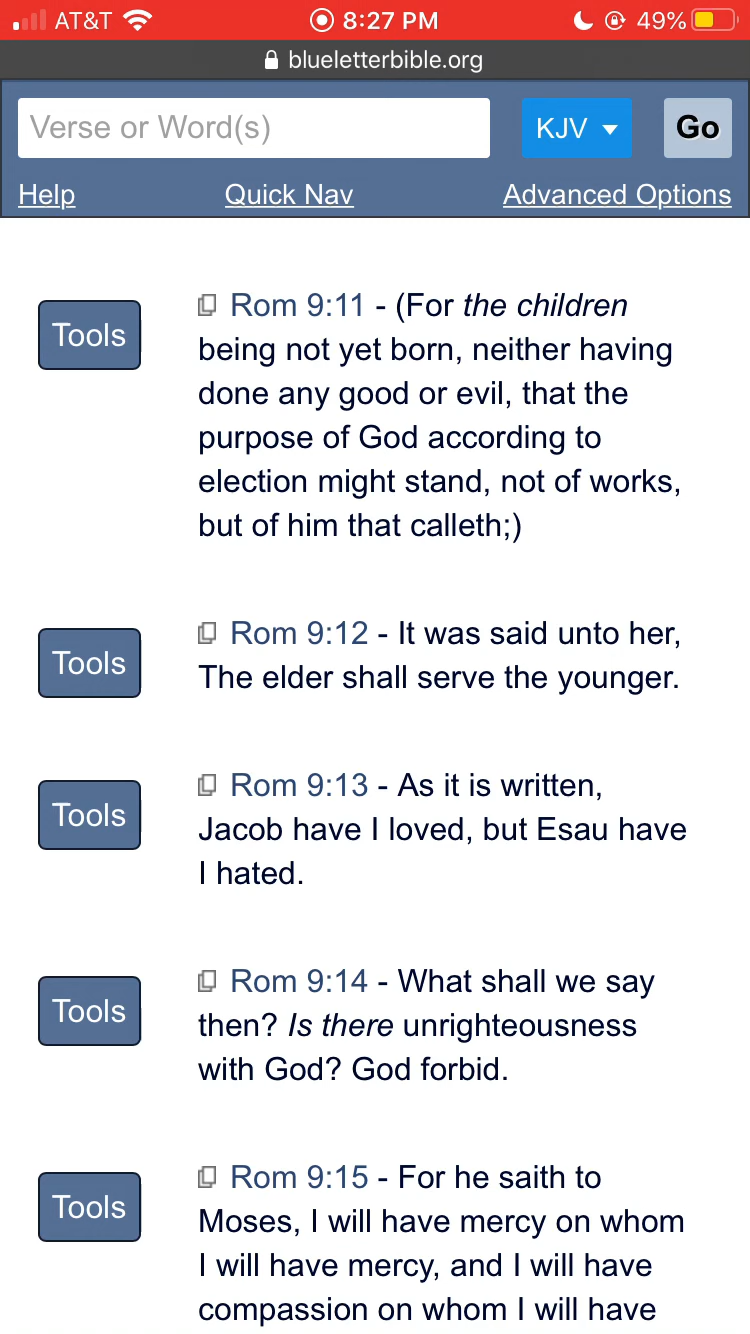 AT&T 8:27 PM 49%
blueletterbible.org
Verse or Word(s) KJV Go
Help Quick Nav Advanced Options
Tools Rom 9:11 - (For the children
being not yet born, neither having
done any good or evil, that the
purpose of God according to
election might stand, not of works,
but of him that calleth;)
Tools Rom 9:12 - It was said unto her,
The elder shall serve the younger.
Tools Rom 9:13 - As it is written,
Jacob have I loved, but Esau have
I hated.
Tools Rom 9:14 - What shall we say
then? Is there unrighteousness
with God? God forbid.
Tools Rom 9:15 - For he saith to
Moses, I will have mercy on whom
I will have mercy, and I will have
compassion on whom I will have